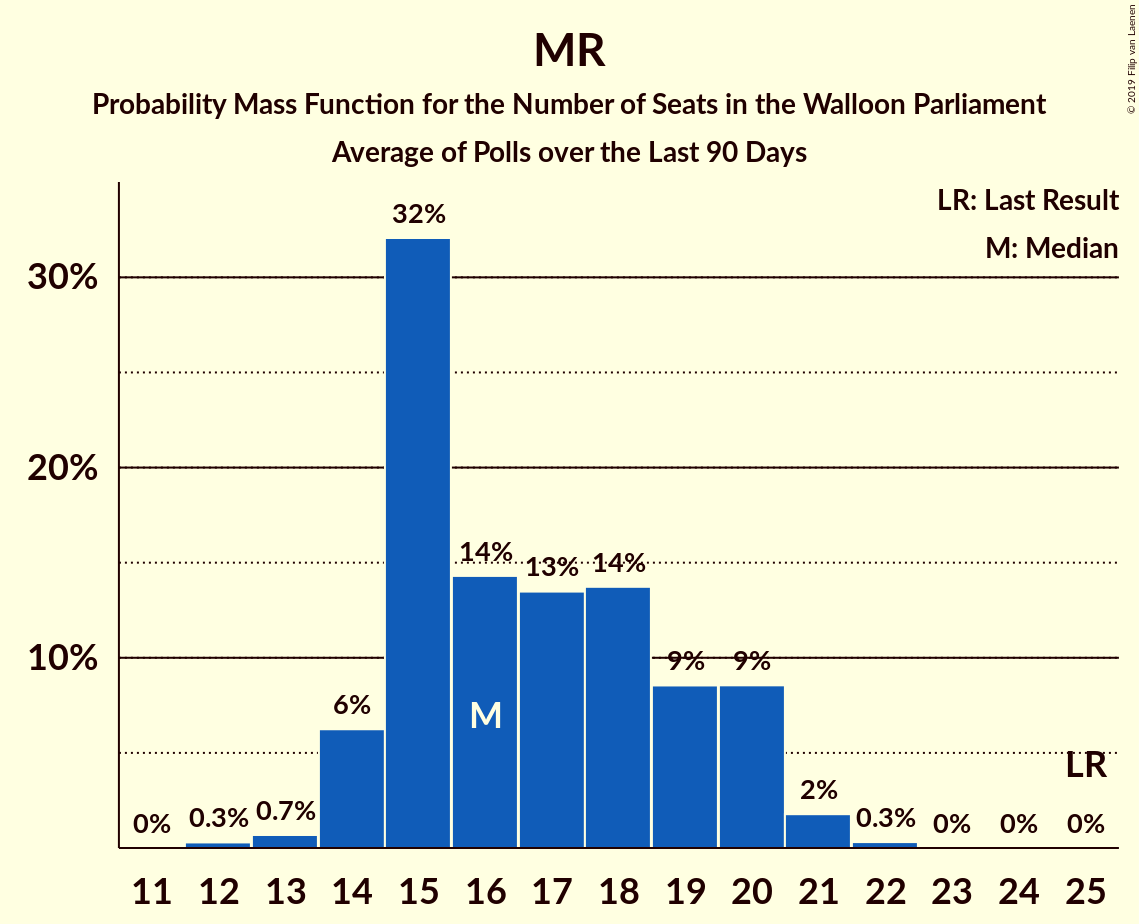 MR
Probability Mass Function for the Number of Seats in the Walloon Parliament
Average of Polls over the Last 90 Days
© 2019 Filip van Laenen
LR: Last Result
M: Median
30%
20%
10%
0%
0.3%
0.7%
6%
32%
14%
13%
14%
9%
9%
2%
0.3%
0%
0%
0%
M
LR
11 12 13 14 15 16 17 18 19 20 21 22 23 24 25